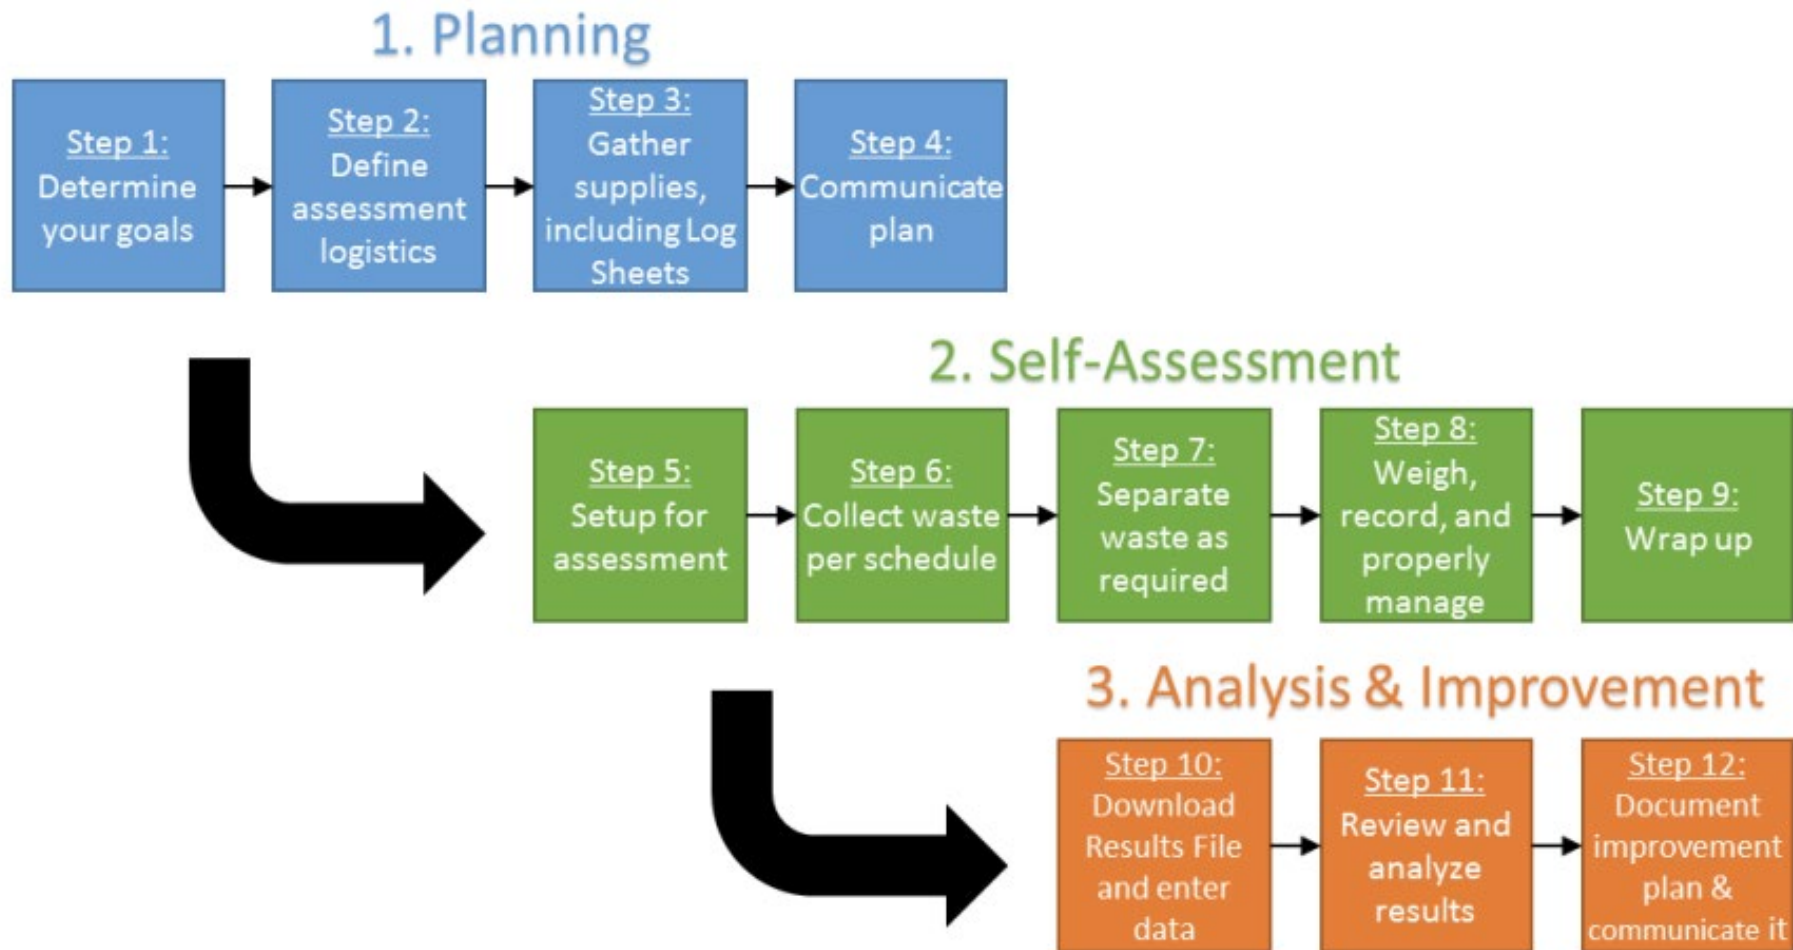 1. Planning
Step 1:
Determine
your goals
Step 2:
Define
assessment
logistics
Step 3:
Gather
supplies,
including Log
Sheets
Step 4:
Communicate
plan
2. Self-Assessment
Step 5:
Setup for
assessment
Step 6:
Collect waste
per schedule
Step 7:
Separate
waste as
required
Step 8:
Weigh,
record, and
properly
manage
Step 9:
Wrap up
3. Analysis & Improvement
Step 10:
Download
Results File
and enter
data
Step 11:
Review and
analyze
results
Step 12:
Document
improvement
plan &
communicate it